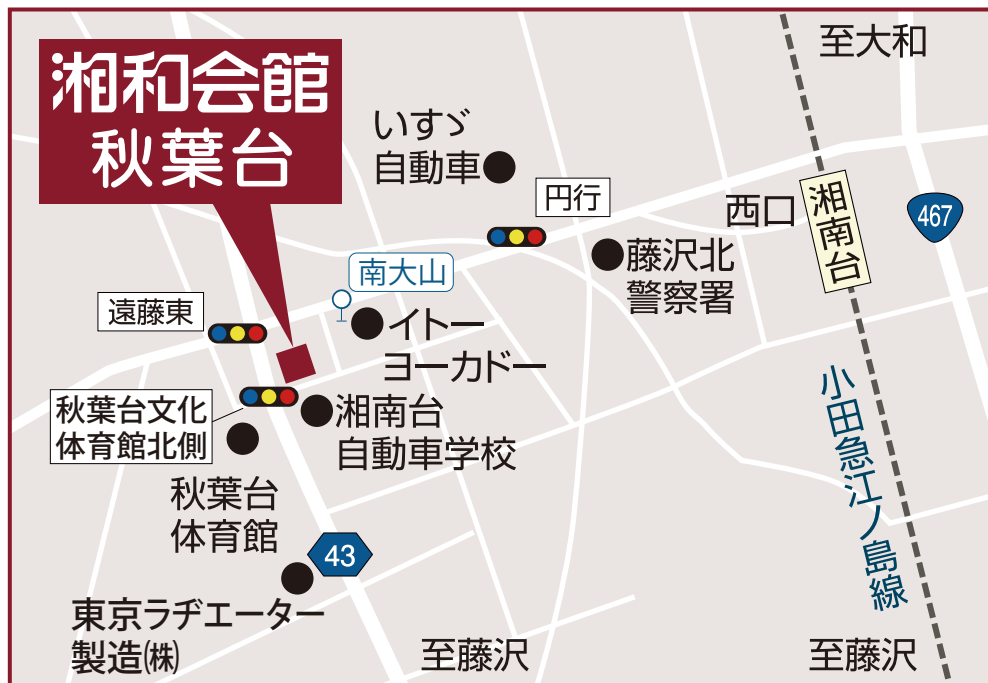 湘和会館
秋葉台
至大和
いすゞ
自動車
円行
西口
湘南台
467
藤沢北
警察署
南大山
遠藤東
イトー
ヨーカドー
秋葉台文化
体育館北側
湘南台
自動車学校
小田急江ノ島線
秋葉台
体育館
43
東京ラヂエーター
製造㈱
至藤沢
至藤沢